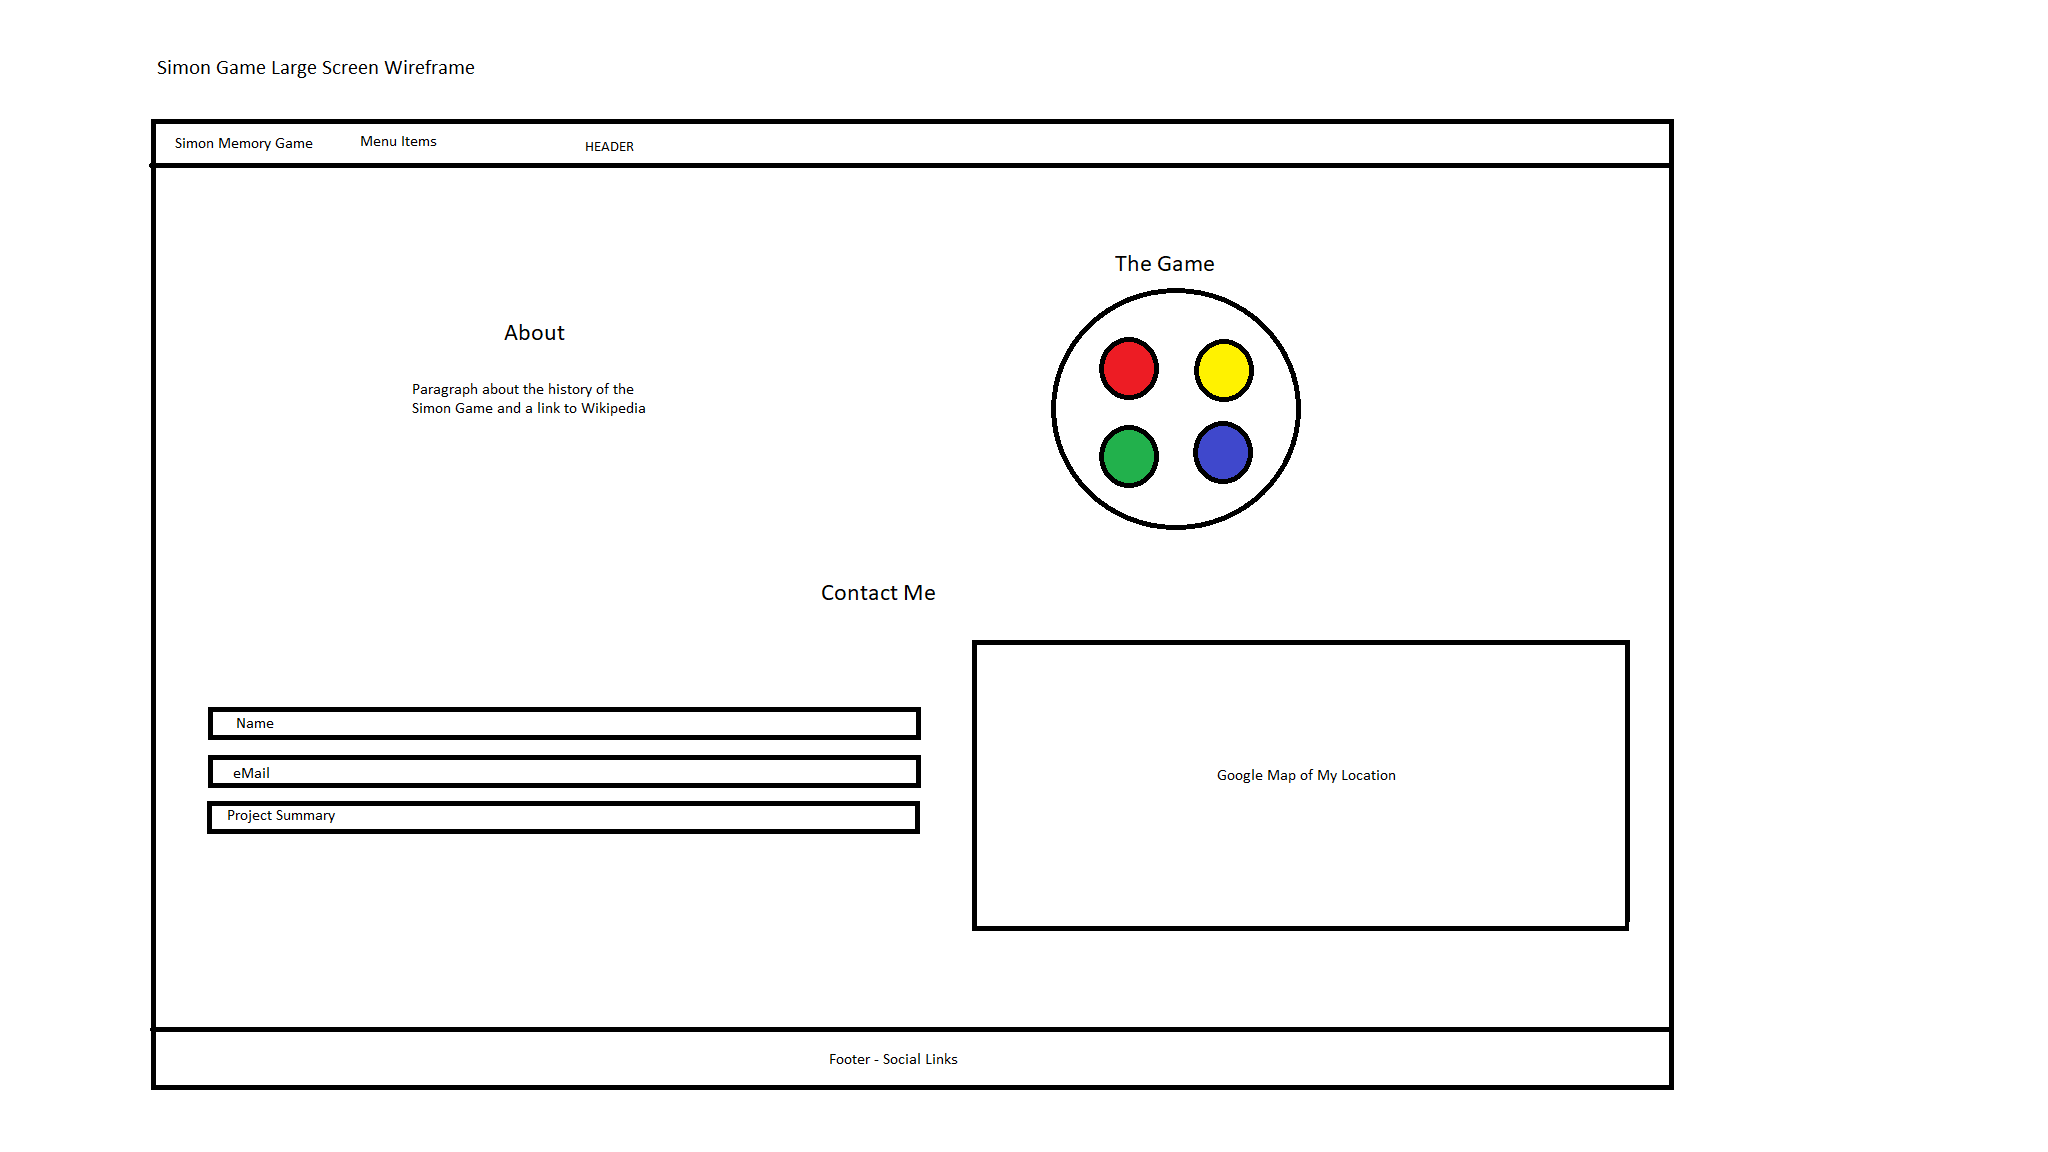 Simon Game Large Screen Wireframe
Simon Memory Game
Menu Items
HEADER
The Game
About
Paragraph about the history of the
Simon Game and a link to Wikipedia
Contact Me
Name
eMail
Project Summary
Google Map of My Location
Footer - Social Links